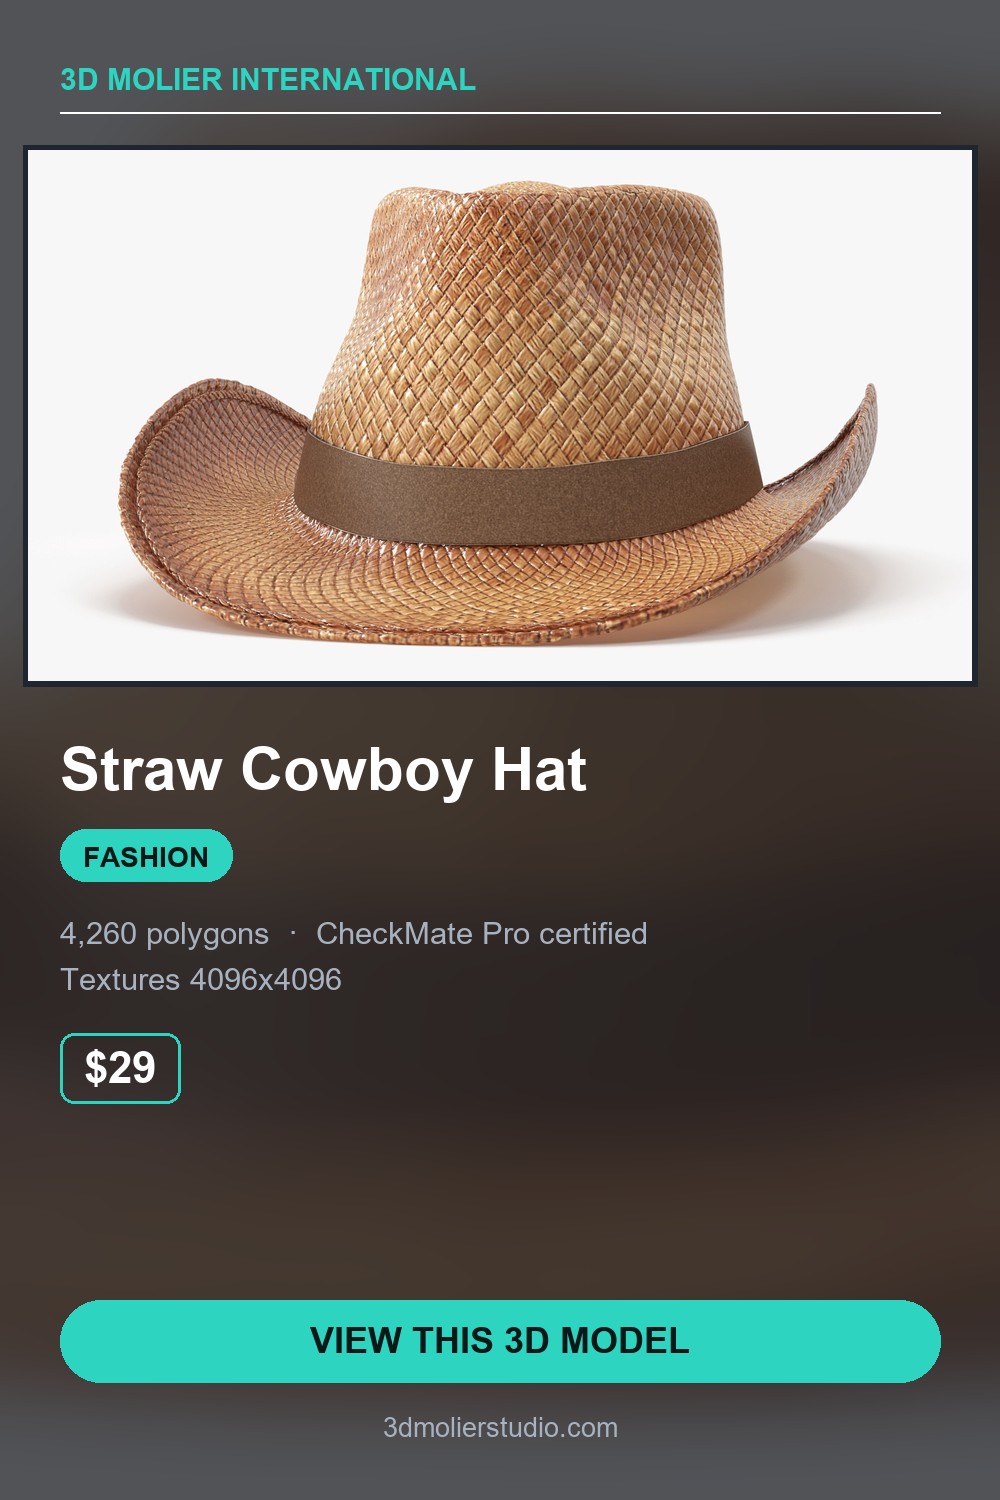 3D MOLIER INTERNATIONAL
Straw Cowboy Hat
FASHION
4,260 polygons · CheckMate Pro certified
Textures 4096x4096
$29
VIEW THIS 3D MODEL
3dmolierstudio.com